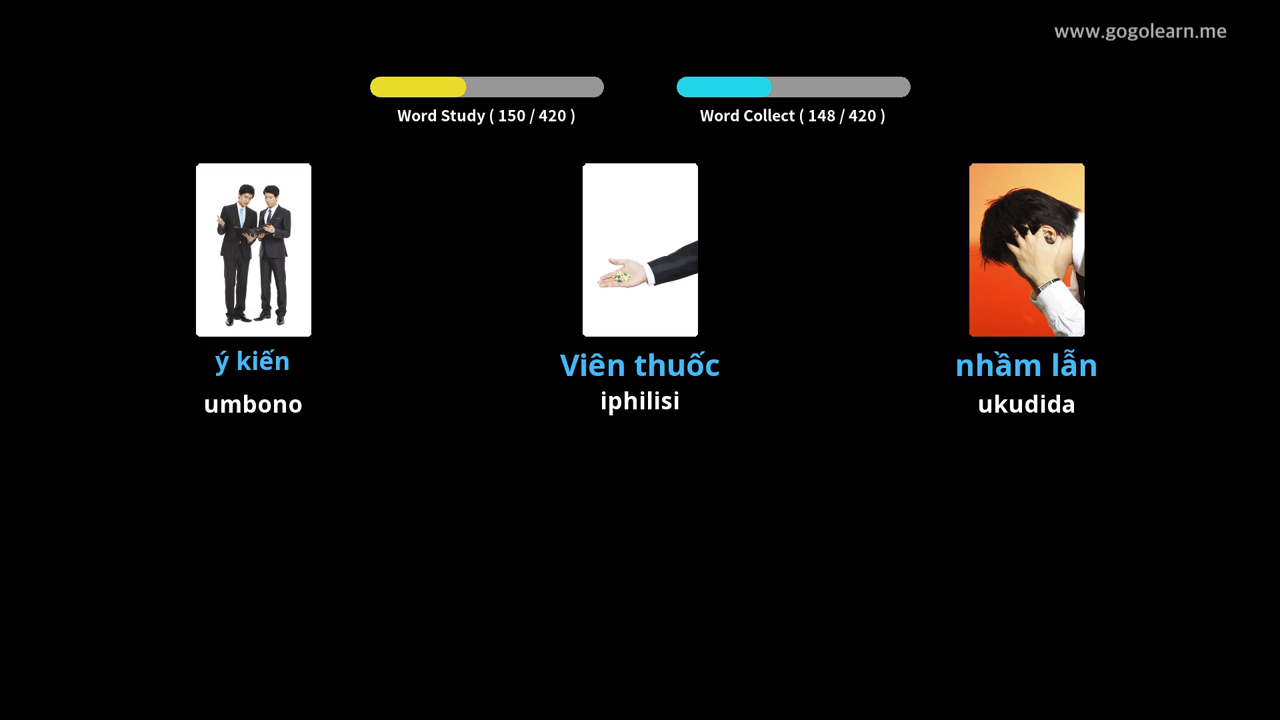 www.gogolearn.me
Word Study ( 150 / 420 )
Word Collect ( 148 / 420 )
ý kiến
umbono
Viên thuốc
iphilisi
nhầm lẫn
ukudida